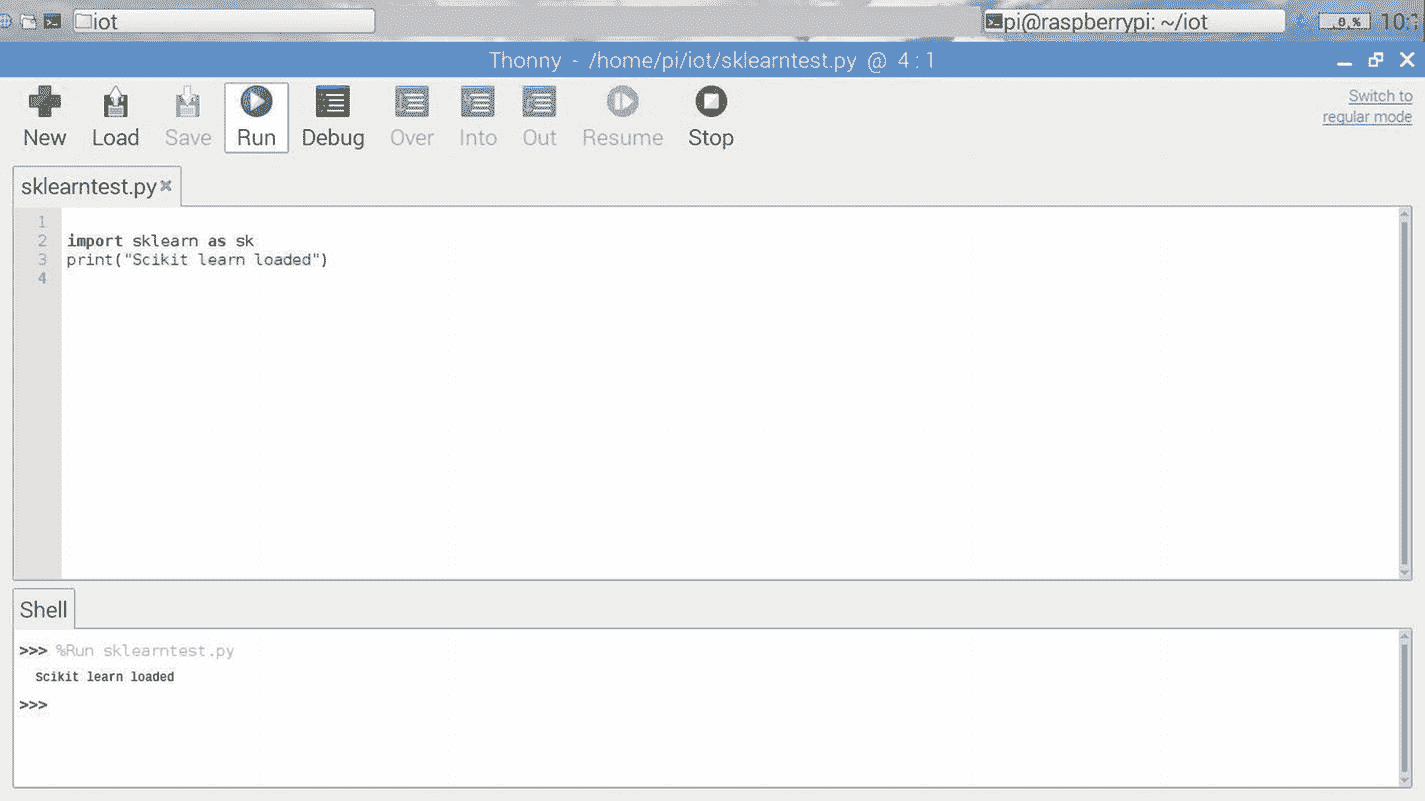 iot
pi@raspberrypi: ~/iot
Thonny - /home/pi/iot/sklearntest.py @ 4 : 1
New Load Save Run Debug Over Into Out Resume Stop
Switch to
regular mode
sklearntest.py
1
2 import sklearn as sk
3 print("Scikit learn loaded")
4
Shell
>>> %Run sklearntest.py
Scikit learn loaded
>>>